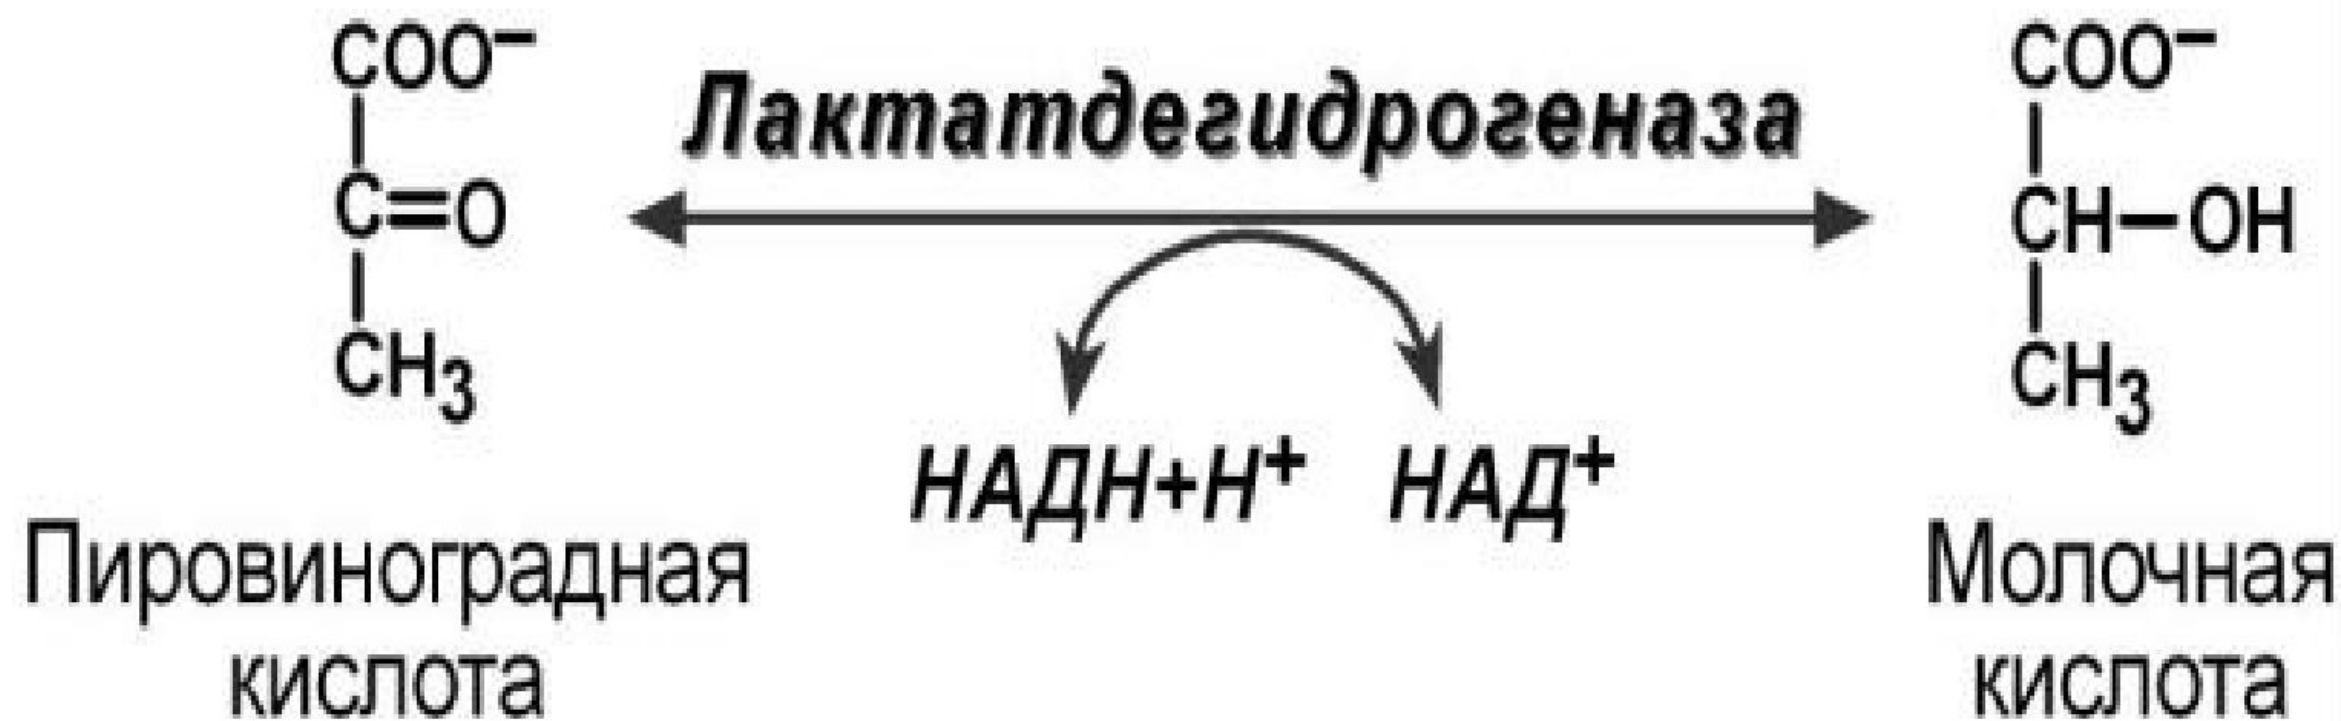 COO⁻ Лактатдегидрогеназа COO⁻
C=O CH—OH
CH₃ CH₃
НАДН+Н⁺ НАД⁺
Пировиноградная Молочная
кислота кислота